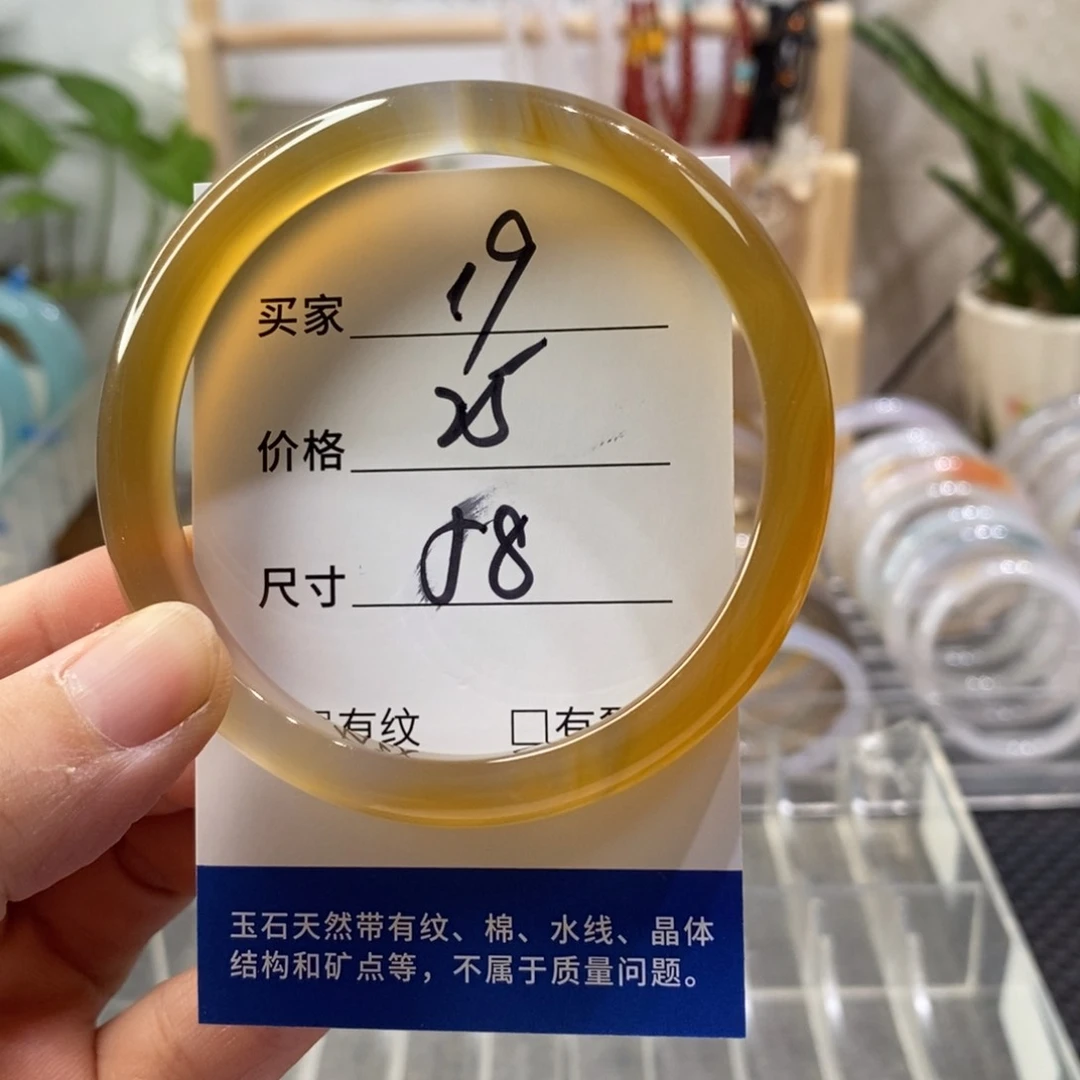 买家 19
价格 25
尺寸 58
有纹 □有
玉石天然带有纹、棉、水线、晶体
结构和矿点等，不属于质量问题。